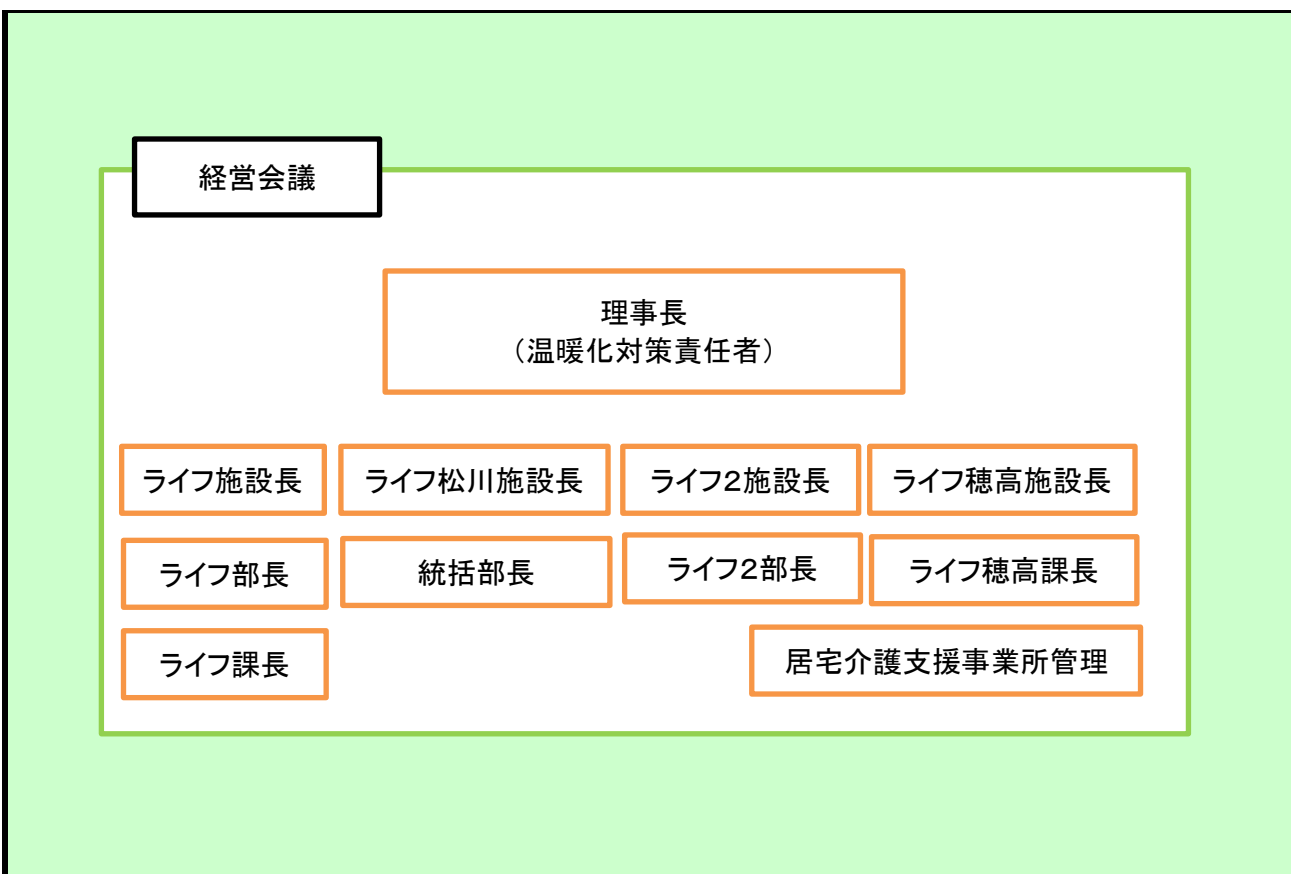 経営会議
理事長
（温暖化対策責任者）
ライフ施設長
ライフ松川施設長
ライフ２施設長
ライフ穂高施設長
ライフ部長
統括部長
ライフ２部長
ライフ穂高課長
ライフ課長
居宅介護支援事業所管理